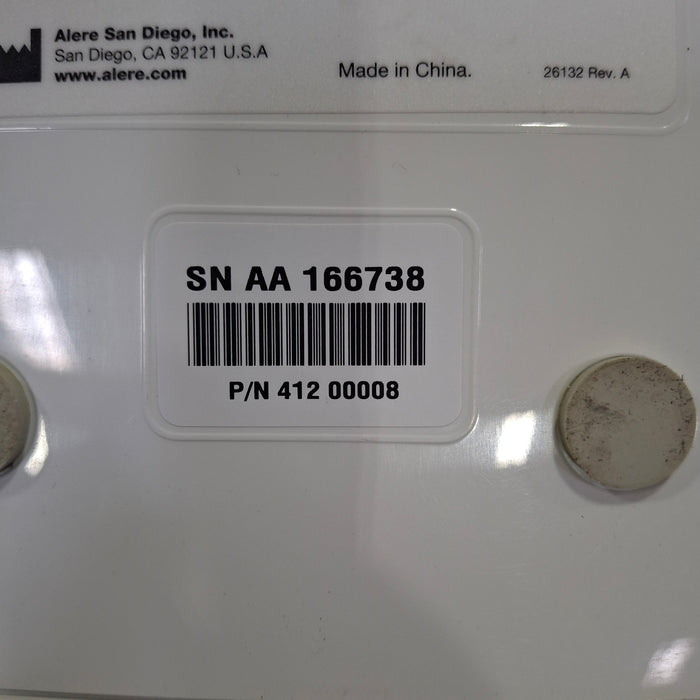 Alere San Diego, Inc.
San Diego, CA 92121 U.S.A
www.alere.com
Made in China.
26132 Rev. A
SN AA 166738
P/N 412 00008